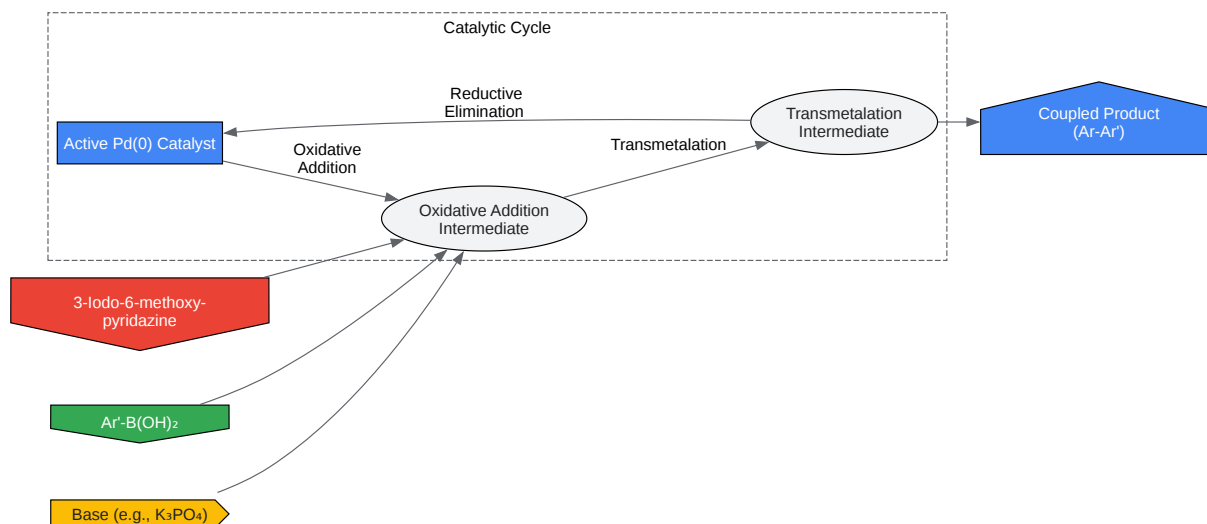 Catalytic Cycle
Reductive
Elimination
Transmetalation
Intermediate
Coupled Product
(Ar-Ar')
Active Pd(0) Catalyst
Oxidative
Addition
Transmetalation
Oxidative Addition
Intermediate
3-Iodo-6-methoxy-
pyridazine
Ar'-B(OH)₂
Base (e.g., K₃PO₄)